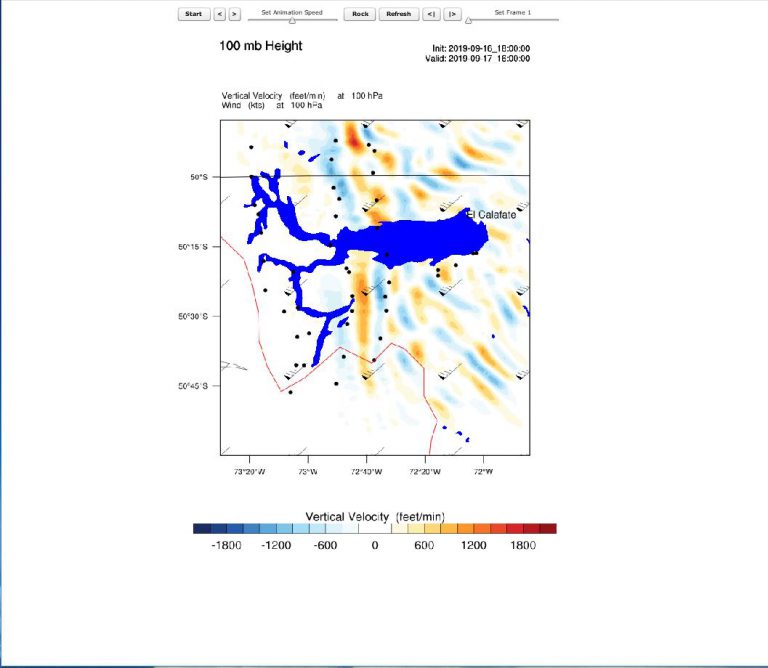 Start < > Set Animation Speed Rock Refresh <| |> Set Frame 1
100 mb Height
Init: 2019-09-16_18:00:00
Valid: 2019-09-17_16:00:00
Vertical Velocity (feet/min) at 100 hPa
Wind (kts) at 100 hPa
50°S
El Calafate
50°15'S
50°30'S
50°45'S
73°20'W 73°W 72°40'W 72°20'W 72°W
Vertical Velocity (feet/min)
-1800 -1200 -600 0 600 1200 1800